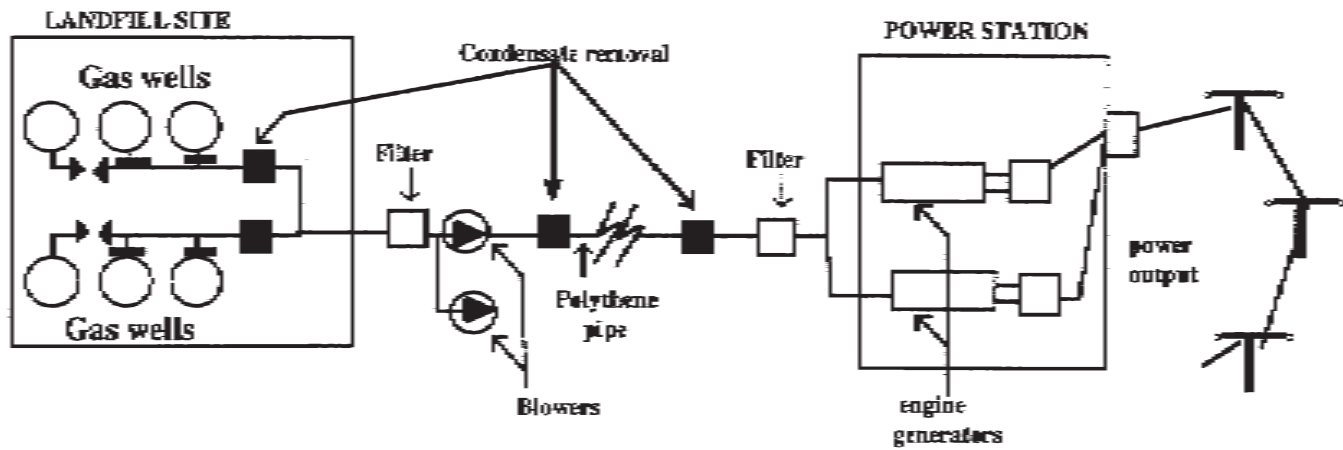 LANDFILL SITE
POWER STATION
Condensate removal
Gas wells
Filter
Filter
power
output
Polythene
pipe
Gas wells
Blowers
engine
generators